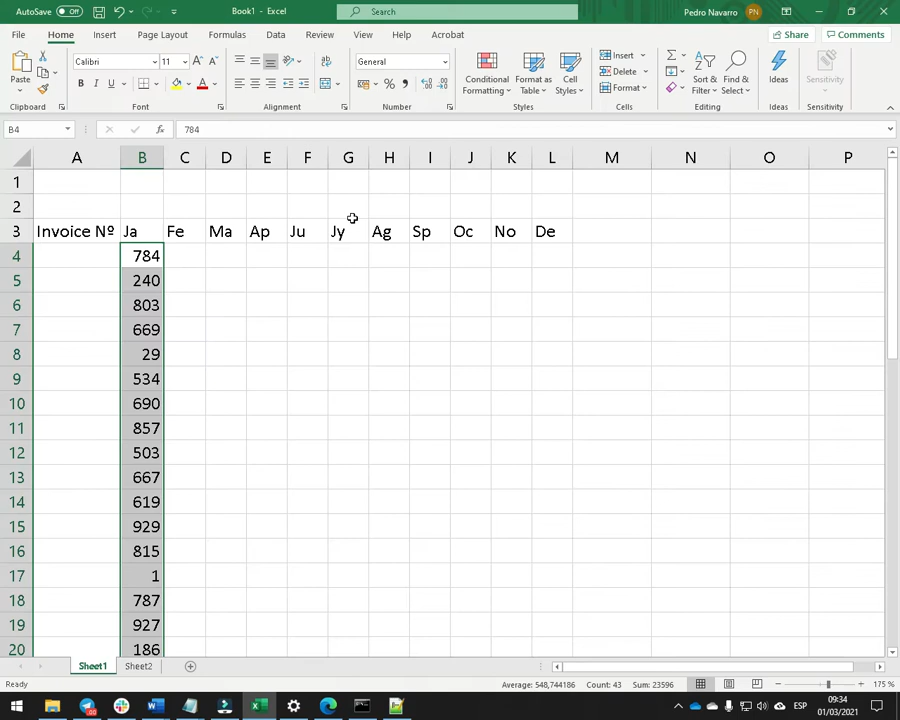 AutoSave Off Book1 - Excel Search Pedro Navarro PN
File Home Insert Page Layout Formulas Data Review View Help Acrobat Share Comments
Paste
Clipboard
Calibri 11
B I U A
Font
Alignment
General
% 9
Number
Conditional Formatting
Format as Table
Cell Styles
Styles
Insert
Delete
Format
Cells
Sort & Filter
Find & Select
Editing
Ideas
Ideas
Sensitivity
Sensitivity
B4 fx 784
A B C D E F G H I J K L M N O P
1
2
3 Invoice Nº Ja Fe Ma Ap Ju Jy Ag Sp Oc No De
4 784
5 240
6 803
7 669
8 29
9 534
10 690
11 857
12 503
13 667
14 619
15 929
16 815
17 1
18 787
19 927
20 186
Sheet1 Sheet2
Ready Average: 548,744186 Count: 43 Sum: 23596 175 %
ESP 09:34
01/03/2021